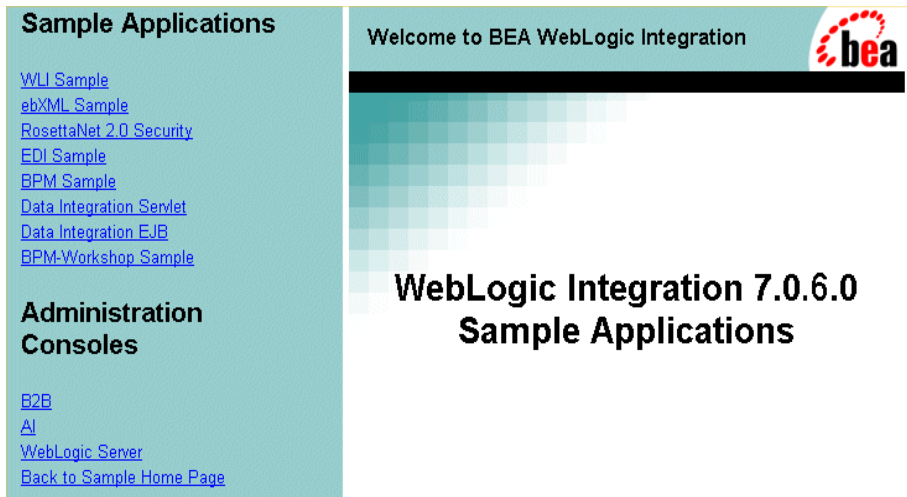 Sample Applications
WLI Sample
ebXML Sample
RosettaNet 2.0 Security
EDI Sample
BPM Sample
Data Integration Servlet
Data Integration EJB
BPM-Workshop Sample
Administration
Consoles
B2B
AI
WebLogic Server
Back to Sample Home Page
Welcome to BEA WebLogic Integration
bea
WebLogic Integration 7.0.6.0
Sample Applications